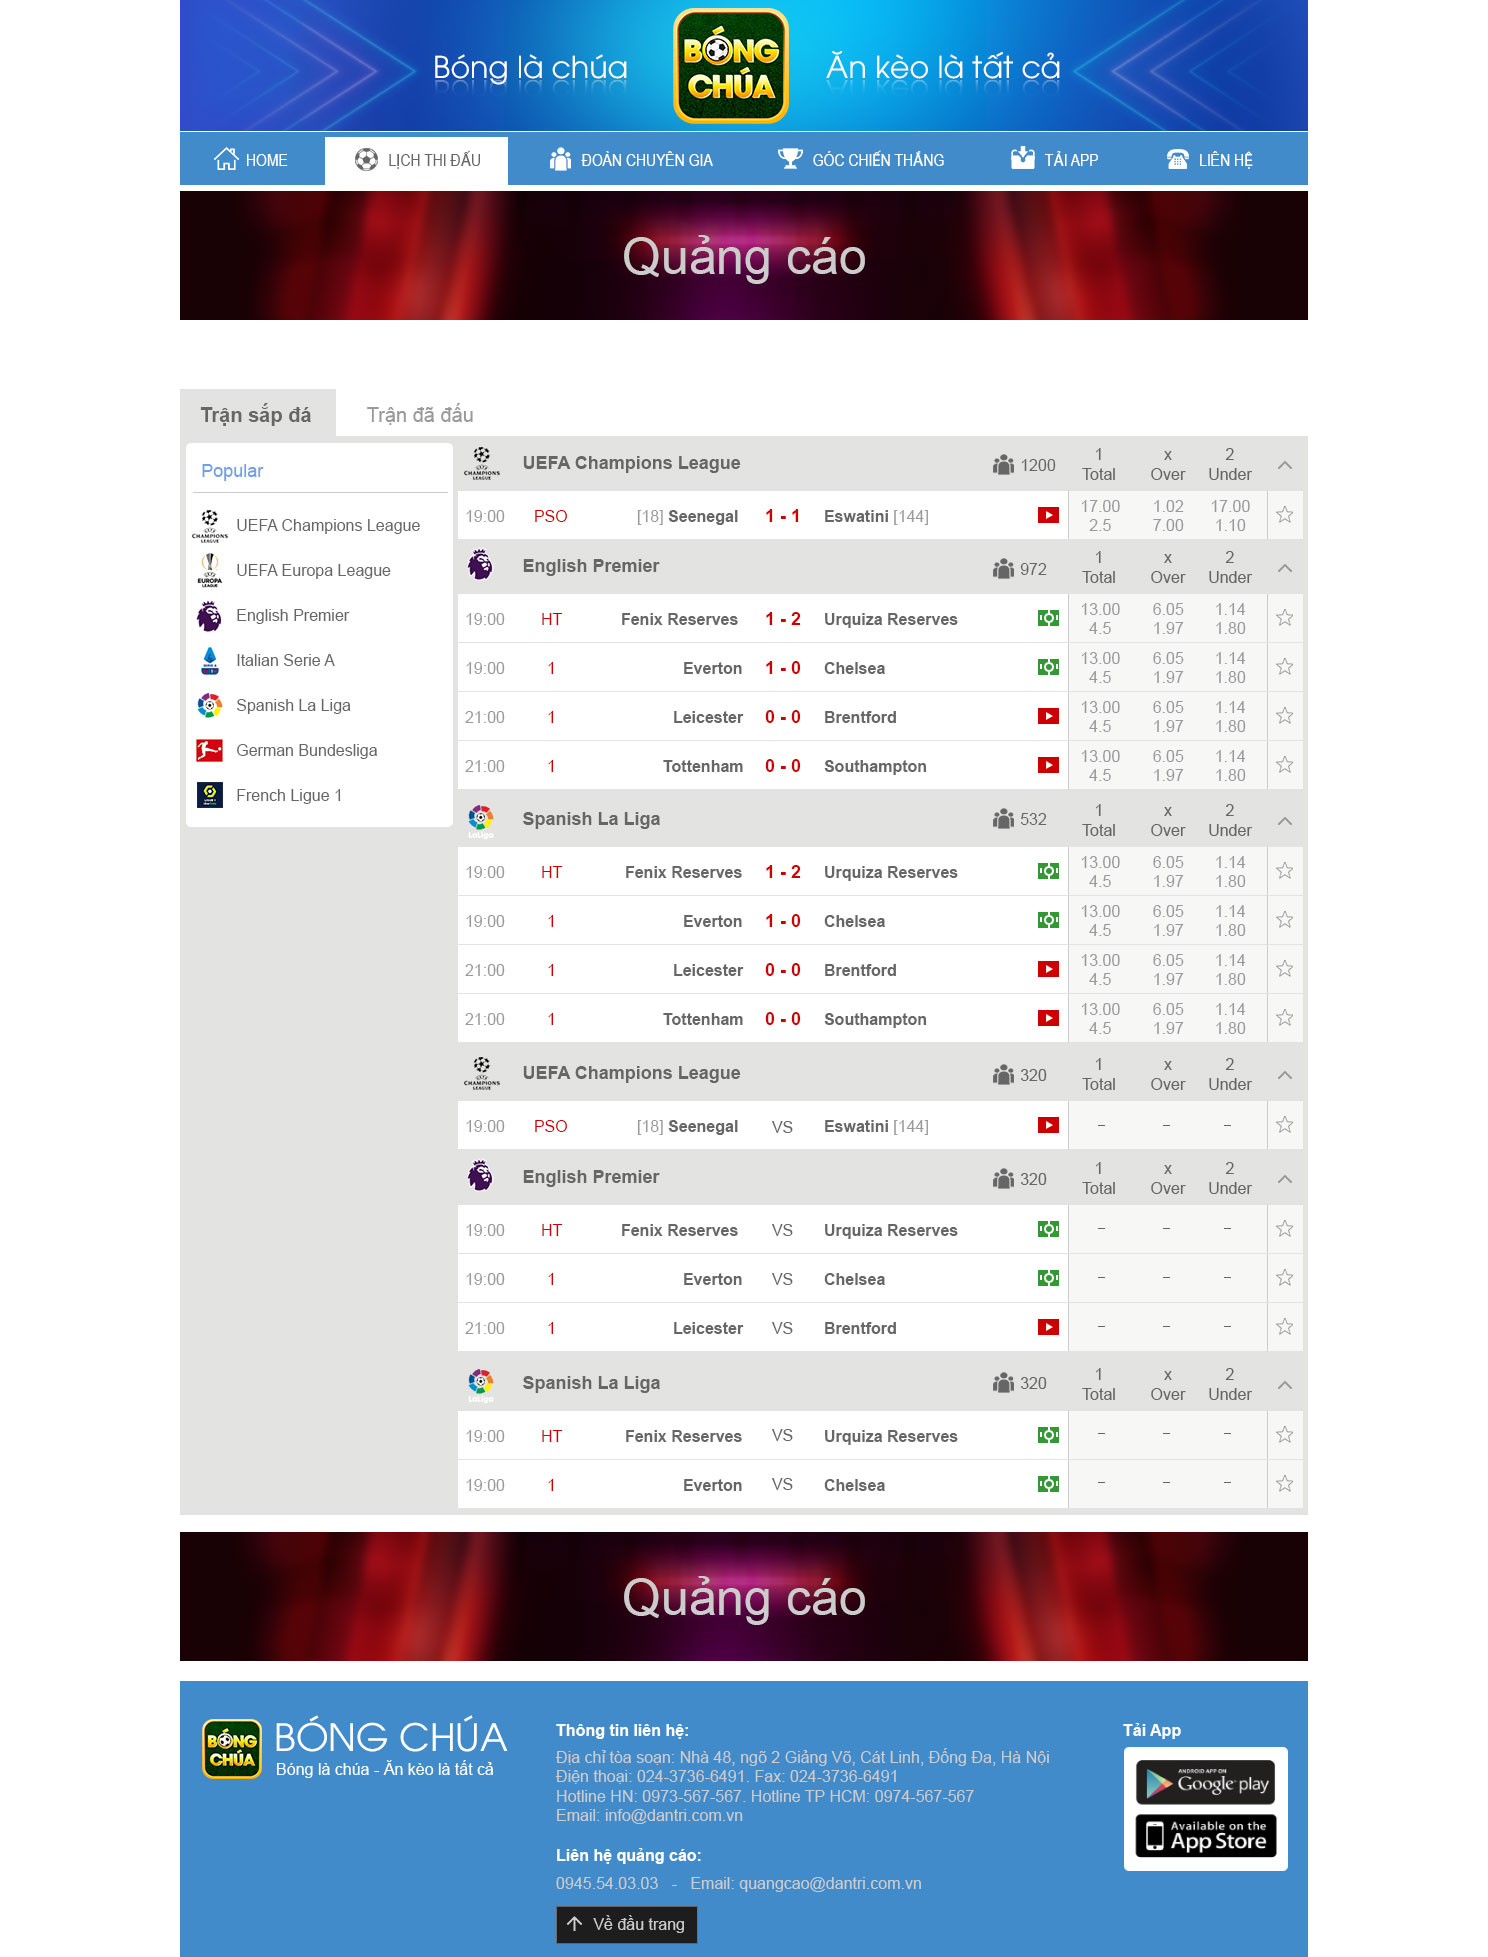 Bóng là chúa
BÓNG CHÚA
Ăn kèo là tất cả
HOME
LỊCH THI ĐẤU
ĐOÀN CHUYÊN GIA
GÓC CHIẾN THẮNG
TẢI APP
LIÊN HỆ
Quảng cáo
Trận sắp đá
Trận đã đấu
Popular
CHAMPIONS LEAGUE UEFA Champions League
EUROPA LEAGUE UEFA Europa League
English Premier
SERIE A Italian Serie A
Spanish La Liga
German Bundesliga
LIGUE 1 French Ligue 1
CHAMPIONS LEAGUE UEFA Champions League 1200 1 x 2
Total Over Under
19:00 PSO [18] Seenegal 1 - 1 Eswatini [144] 17.00 1.02 17.00
2.5 7.00 1.10
English Premier 972 1 x 2
Total Over Under
19:00 HT Fenix Reserves 1 - 2 Urquiza Reserves 13.00 6.05 1.14
4.5 1.97 1.80
19:00 1 Everton 1 - 0 Chelsea 13.00 6.05 1.14
4.5 1.97 1.80
21:00 1 Leicester 0 - 0 Brentford 13.00 6.05 1.14
4.5 1.97 1.80
21:00 1 Tottenham 0 - 0 Southampton 13.00 6.05 1.14
4.5 1.97 1.80
LaLiga Spanish La Liga 532 1 x 2
Total Over Under
19:00 HT Fenix Reserves 1 - 2 Urquiza Reserves 13.00 6.05 1.14
4.5 1.97 1.80
19:00 1 Everton 1 - 0 Chelsea 13.00 6.05 1.14
4.5 1.97 1.80
21:00 1 Leicester 0 - 0 Brentford 13.00 6.05 1.14
4.5 1.97 1.80
21:00 1 Tottenham 0 - 0 Southampton 13.00 6.05 1.14
4.5 1.97 1.80
CHAMPIONS LEAGUE UEFA Champions League 320 1 x 2
Total Over Under
19:00 PSO [18] Seenegal VS Eswatini [144] – – –
English Premier 320 1 x 2
Total Over Under
19:00 HT Fenix Reserves VS Urquiza Reserves – – –
19:00 1 Everton VS Chelsea – – –
21:00 1 Leicester VS Brentford – – –
LaLiga Spanish La Liga 320 1 x 2
Total Over Under
19:00 HT Fenix Reserves VS Urquiza Reserves – – –
19:00 1 Everton VS Chelsea – – –
Quảng cáo
BÓNG CHÚA
BÓNG CHÚA
Bóng là chúa - Ăn kèo là tất cả
Thông tin liên hệ:
Địa chỉ tòa soan: Nhà 48, ngõ 2 Giảng Võ, Cát Linh, Đống Đa, Hà Nội
Điện thoại: 024-3736-6491. Fax: 024-3736-6491
Hotline HN: 0973-567-567. Hotline TP HCM: 0974-567-567
Email: info@dantri.com.vn
Liên hệ quảng cáo:
0945.54.03.03 - Email: quangcao@dantri.com.vn
Về đầu trang
Tải App
ANDROID APP ON
Google play
Available on the
App Store